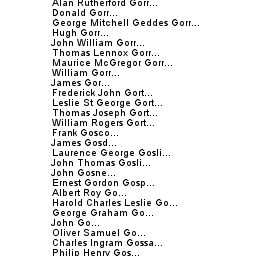 Alan Rutherford Gorr...
Donald Gorr...
George Mitchell Geddes Gorr...
Hugh Gorr...
John William Gorr...
Thomas Lennox Gorr...
Maurice McGregor Gorr...
William Gorr...
James Gor...
Frederick John Gort...
Leslie St George Gort...
Thomas Joseph Gort...
William Rogers Gort...
Frank Gosco...
James Gosd...
Laurence George Gosli...
John Thomas Gosli...
John Gosne...
Ernest Gordon Gosp...
Albert Roy Go...
Harold Charles Leslie Go...
George Graham Go...
John Go...
Oliver Samuel Go...
Charles Ingram Gossa...
Philip Henry Gos...